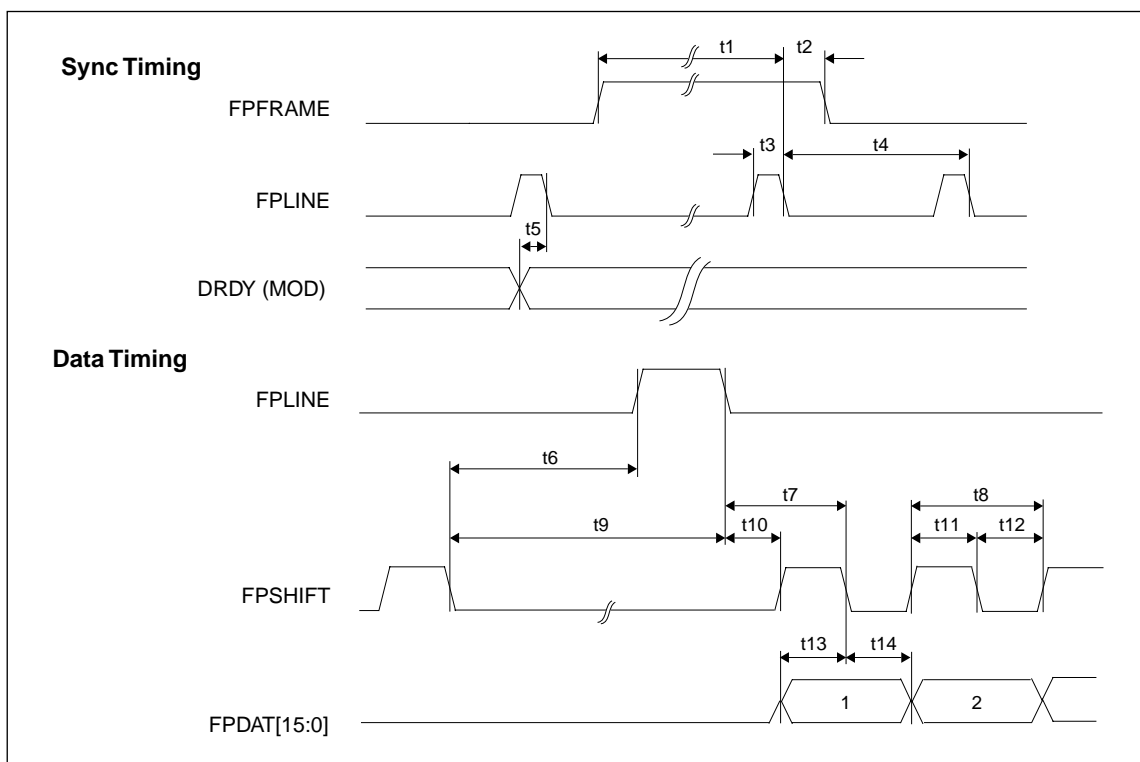 t1 t2
Sync Timing
FPFRAME
t3 t4
FPLINE
t5
DRDY (MOD)
Data Timing
FPLINE
t6
t7 t8
t9 t10 t11 t12
FPSHIFT
t13 t14
1 2
FPDAT[15:0]